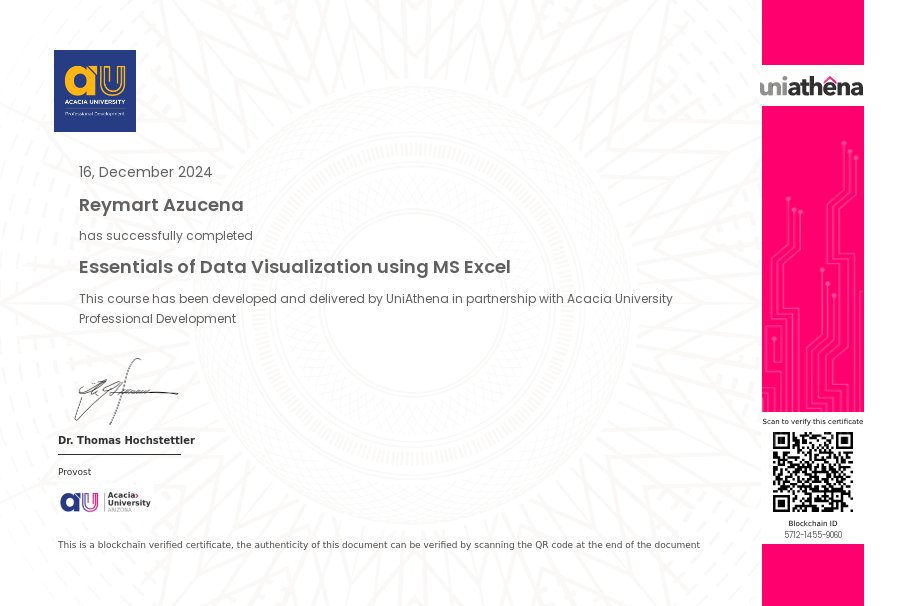 au
ACACIA UNIVERSITY
Professional Development
uniathena
16, December 2024
Reymart Azucena
has successfully completed
Essentials of Data Visualization using MS Excel
This course has been developed and delivered by UniAthena in partnership with Acacia University
Professional Development
Dr. Thomas Hochstettler
Provost
au
Acacia
University
ARIZONA
Scan to verify this certificate
Blockchain ID
5712-1455-9060
This is a blockchain verified certificate, the authenticity of this document can be verified by scanning the QR code at the end of the document